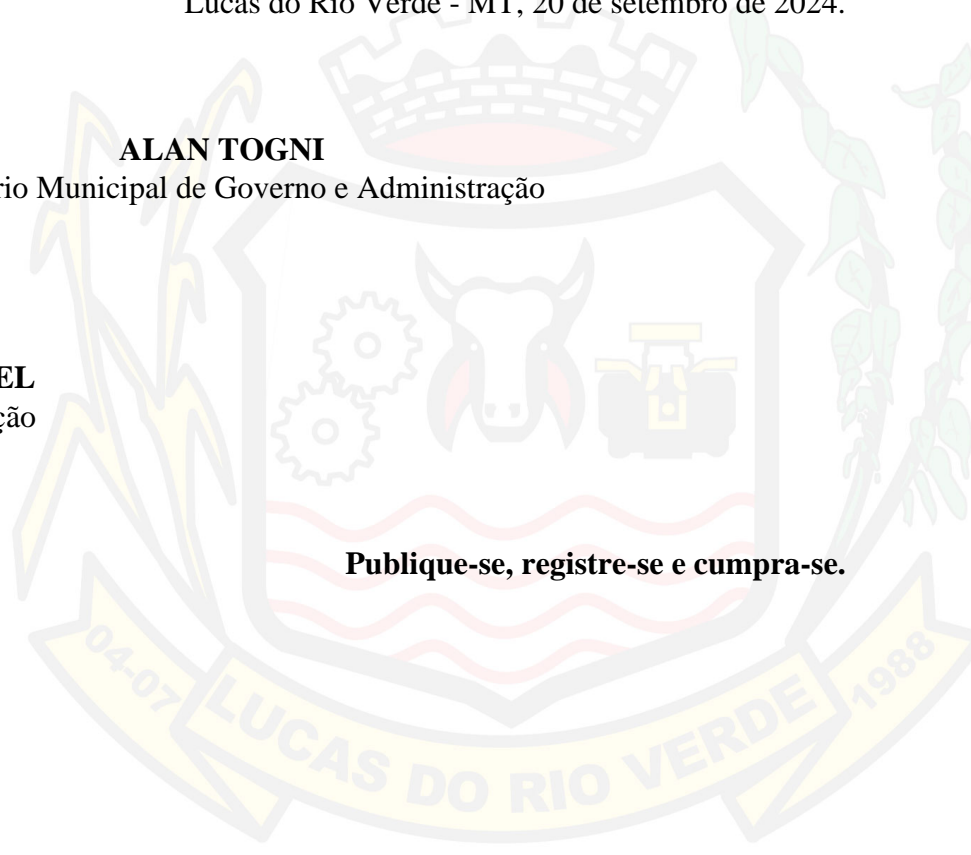 Lucas do Rio Verde - MT, 20 de setembro de 2024.
ALAN TOGNI
rio Municipal de Governo e Administração
EL
ção
Publique-se, registre-se e cumpra-se.
04-07 LUCAS DO RIO VERDE 1988